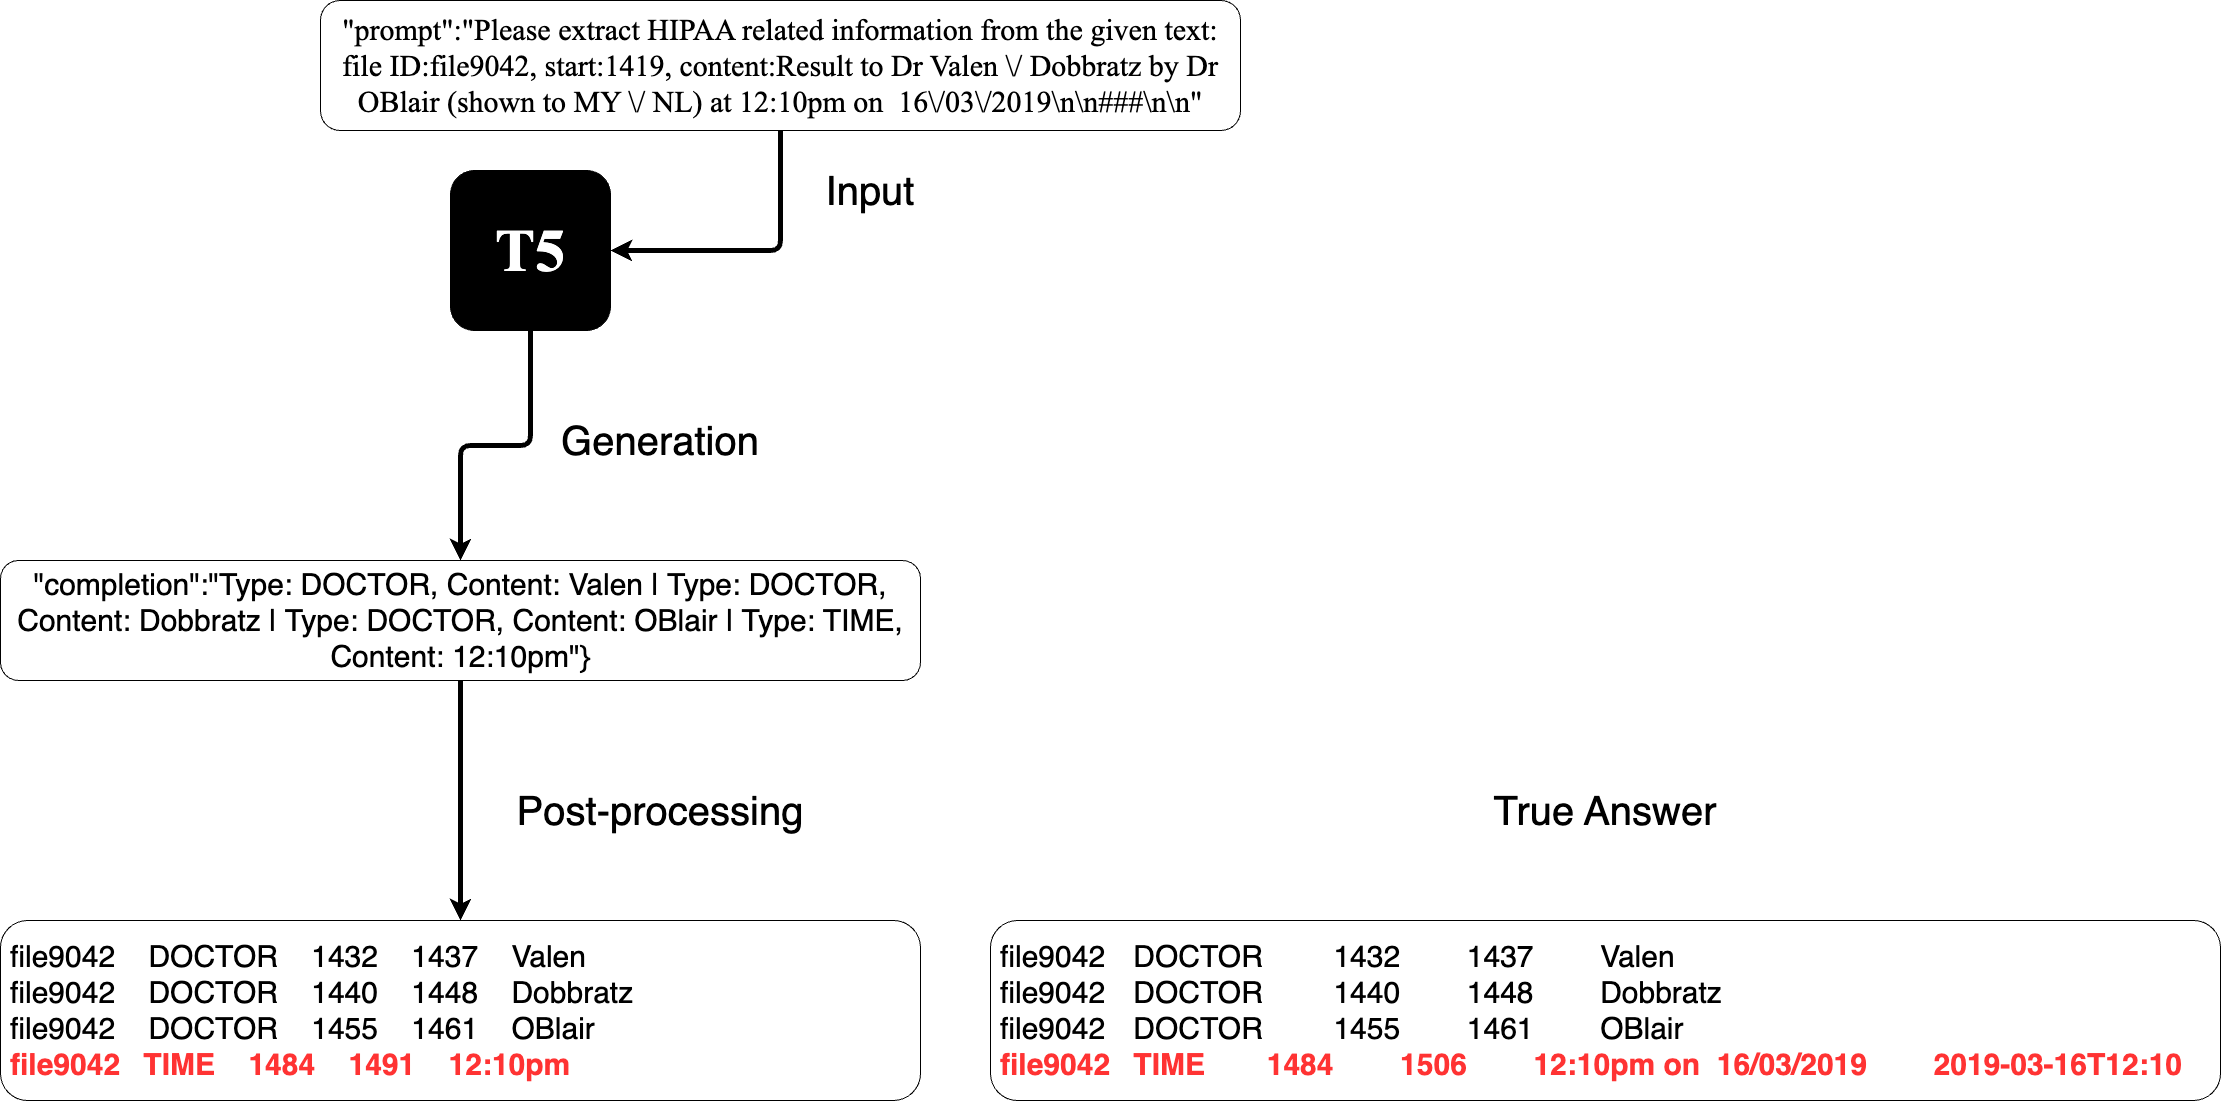 "prompt":"Please extract HIPAA related information from the given text:
file ID:file9042, start:1419, content:Result to Dr Valen \/ Dobbratz by Dr
OBlair (shown to MY \/ NL) at 12:10pm on  16\/03\/2019\n\n###\n\n"
Input
T5
Generation
"completion":"Type: DOCTOR, Content: Valen | Type: DOCTOR,
Content: Dobbratz | Type: DOCTOR, Content: OBlair | Type: TIME,
Content: 12:10pm"}
Post-processing
True Answer
file9042 DOCTOR 1432 1437 Valen
file9042 DOCTOR 1440 1448 Dobbratz
file9042 DOCTOR 1455 1461 OBlair
file9042 TIME 1484 1491 12:10pm
file9042 DOCTOR 1432 1437 Valen
file9042 DOCTOR 1440 1448 Dobbratz
file9042 DOCTOR 1455 1461 OBlair
file9042 TIME 1484 1506 12:10pm on  16/03/2019 2019-03-16T12:10